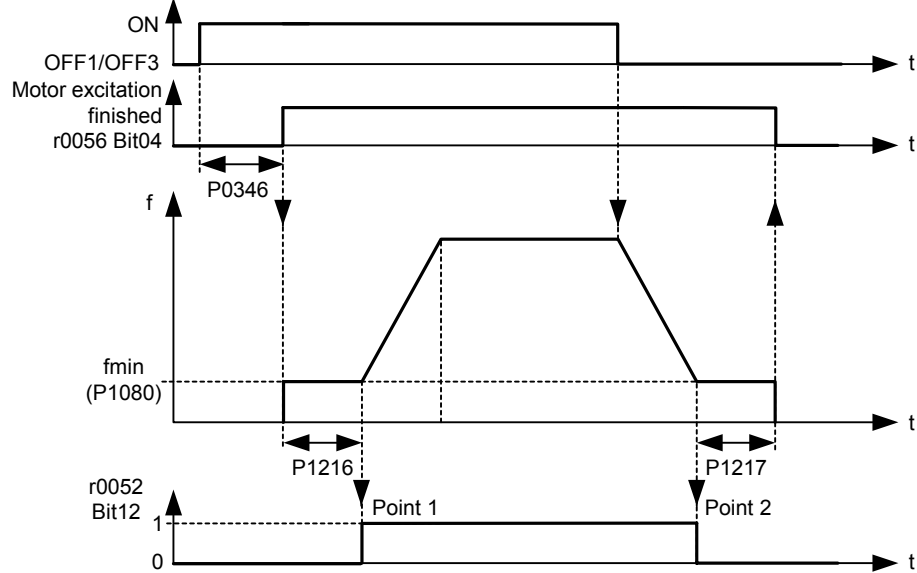 ON
OFF1/OFF3
t
Motor excitation
finished
r0056 Bit04
t
P0346
f
fmin
(P1080)
t
P1216
P1217
r0052
Bit12
Point 1
Point 2
1
0
t